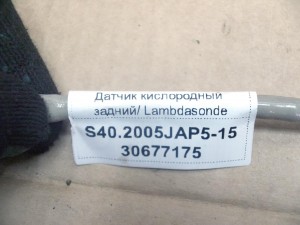 Датчик кислородный
задний/ Lambdasonde
S40.2005JAP5-15
30677175